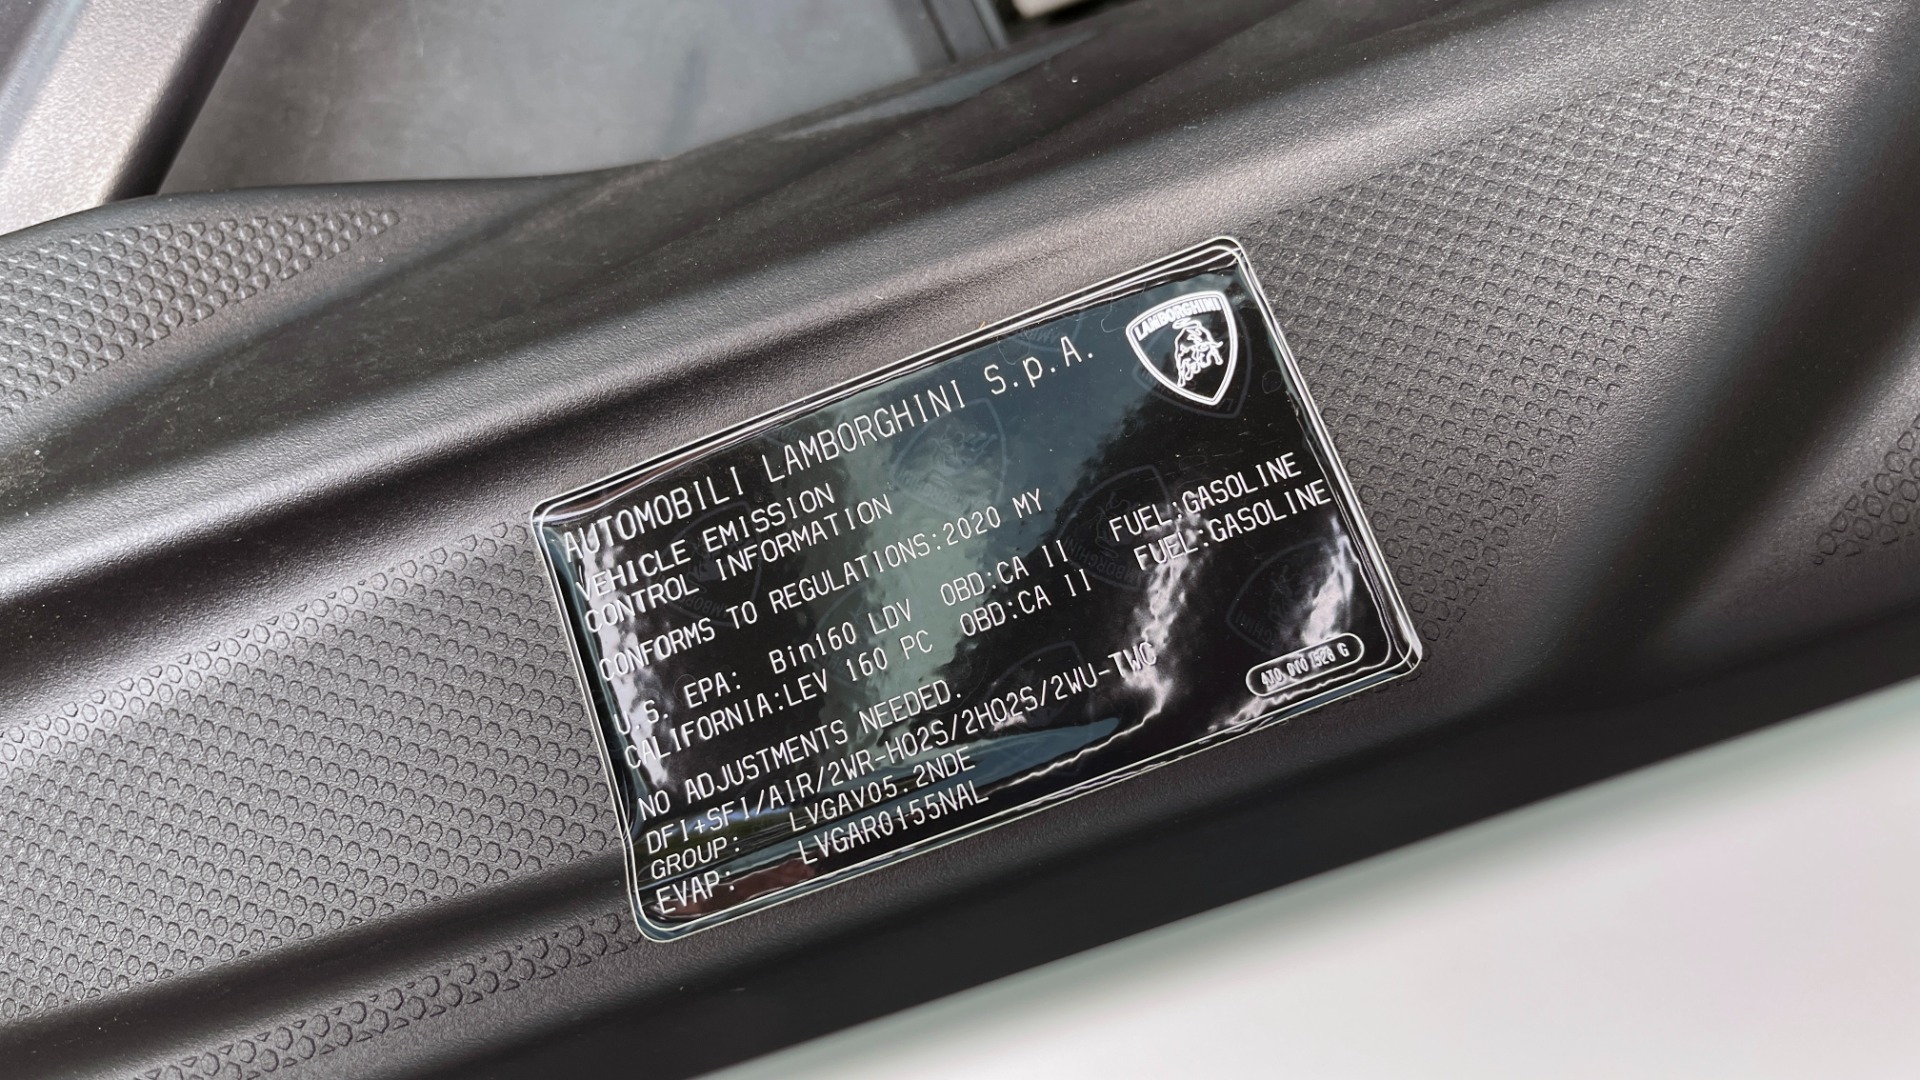 LAMBORGHINI
AUTOMOBILI LAMBORGHINI S.p.A.
VEHICLE EMISSION
CONTROL INFORMATION
CONFORMS TO REGULATIONS:2020 MY
U.S. EPA: Bin160 LDV OBD:CA II FUEL:GASOLINE
CALIFORNIA:LEV 160 PC OBD:CA II FUEL:GASOLINE
NO ADJUSTMENTS NEEDED.
DFI+SFI/AIR/2WR-HO2S/2HO2S/2WU-TWC
GROUP: LVGAV05.2NDE
EVAP: LVGAR0155NAL